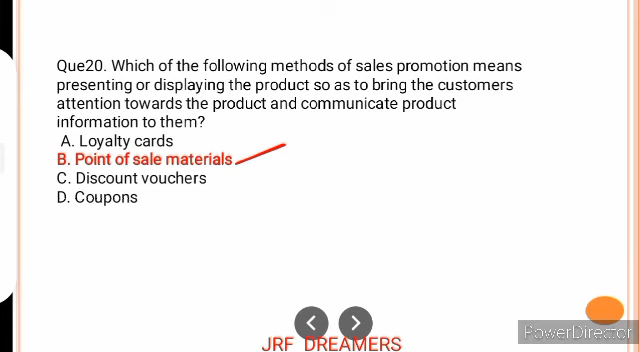 Que20. Which of the following methods of sales promotion means
presenting or displaying the product so as to bring the customers
attention towards the product and communicate product
information to them?
A. Loyalty cards
B. Point of sale materials
C. Discount vouchers
D. Coupons
JRF DREAMERS
PowerDirector